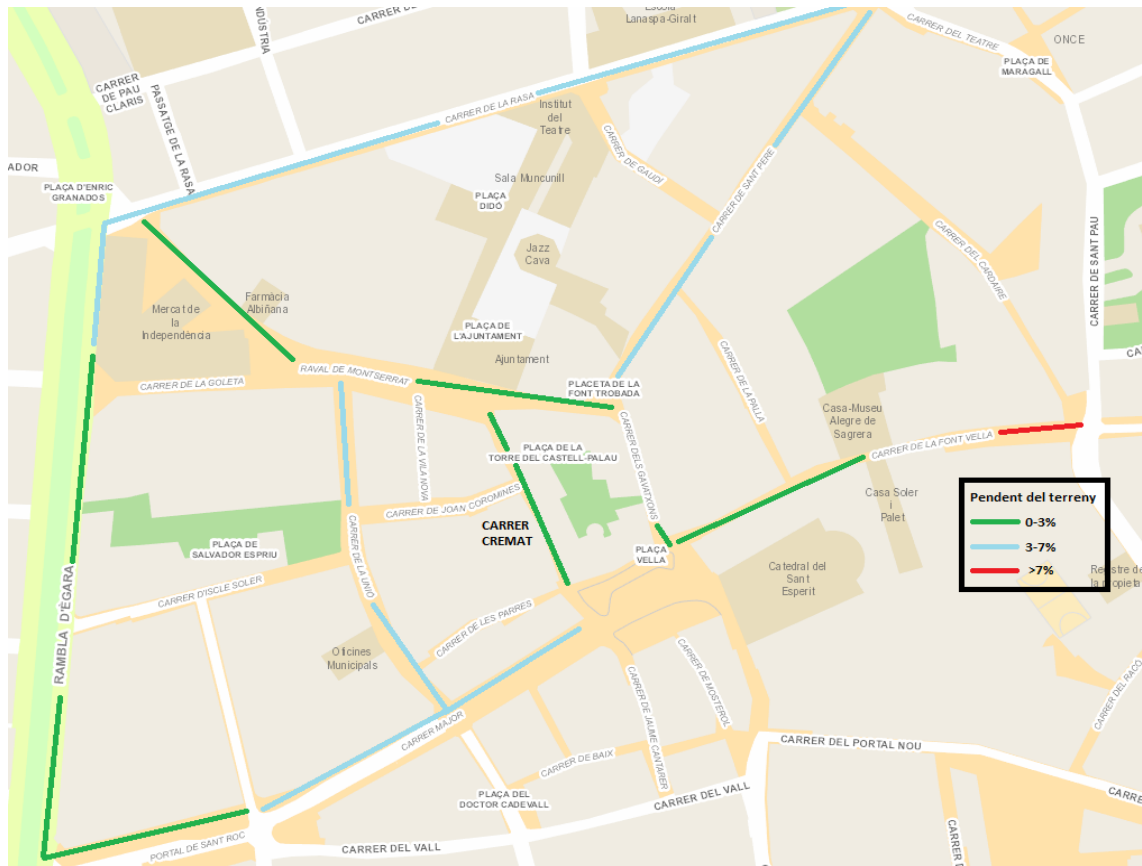 Escola
Lanaspa-Giralt
CARRER DE
INDÚSTRIA
CARRER DEL TEATRE
ONCE
PLAÇA DE
MARAGALL
CARRER
DE PAU
CLARIS
PASSATGE DE LA RASA
CARRER DE LA RASA
Institut
del
Teatre
CARRER DE GAUDÍ
CARRER DE SANT PERE
ADOR
PLAÇA D'ENRIC
GRANADOS
Sala Muncunill
PLAÇA
DIDÓ
Jazz
Cava
CARRER DEL CARDAIRE
CARRER DE SANT PAU
Mercat de
la
Independència
Farmàcia
Albiñana
PLAÇA DE
L'AJUNTAMENT
Ajuntament
RAVAL DE MONTSERRAT
CARRER DE LA GOLETA
PLACETA DE LA
FONT TROBADA
CARRER DE LA PALLA
CA
Casa-Museu
Alegre de
Sagrera
CARRER DE LA FONT VELLA
CARRER DE LA VILA NOVA
PLAÇA DE LA
TORRE DEL CASTELL-PALAU
CARRER DELS GAVATXONS
CARRER DE JOAN COROMINES
CARRER
CREMAT
Casa Soler
i
Palet
Pendent del terreny
0-3%
3-7%
>7%
PLAÇA DE
SALVADOR ESPRIU
CARRER DE LA UNIÓ
PLAÇA
VELLA
Catedral del
Sant
Esperit
Registre de
la propieta
CARRER D'ISCLE SOLER
CARRER DE LES PARRES
RAMBLA D'ÈGARA
Oficines
Municipals
CARRER DE JAUME CANTARER
CARRER DE MOSTEROL
CARRER DEL RACÓ
CARRER MAJOR
CARRER DEL PORTAL NOU
CARRER DE BAIX
PLAÇA DEL
DOCTOR CADEVALL
CARRER DEL VALL
PORTAL DE SANT ROC
CARRER DEL VALL
CARRER DE